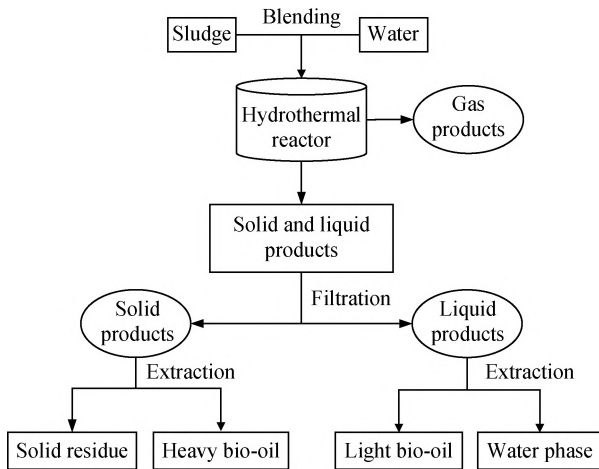 Blending
Sludge
Water
Hydrothermal
reactor
Gas
products
Solid and liquid
products
Filtration
Solid
products
Liquid
products
Extraction
Extraction
Solid residue
Heavy bio-oil
Light bio-oil
Water phase